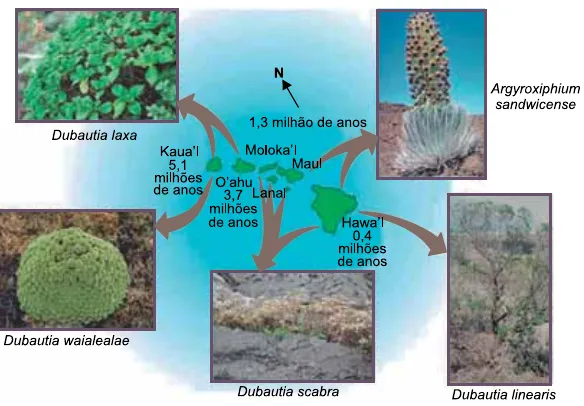 N
1,3 milhão de anos
Argyroxiphium
sandwicense
Dubautia laxa
Kaua’I
5,1
milhões
de anos
Moloka’I
Maul
O’ahu
3,7
milhões
de anos
Lanal
Hawa’I
0,4
milhões
de anos
Dubautia waialealae
Dubautia scabra
Dubautia linearis